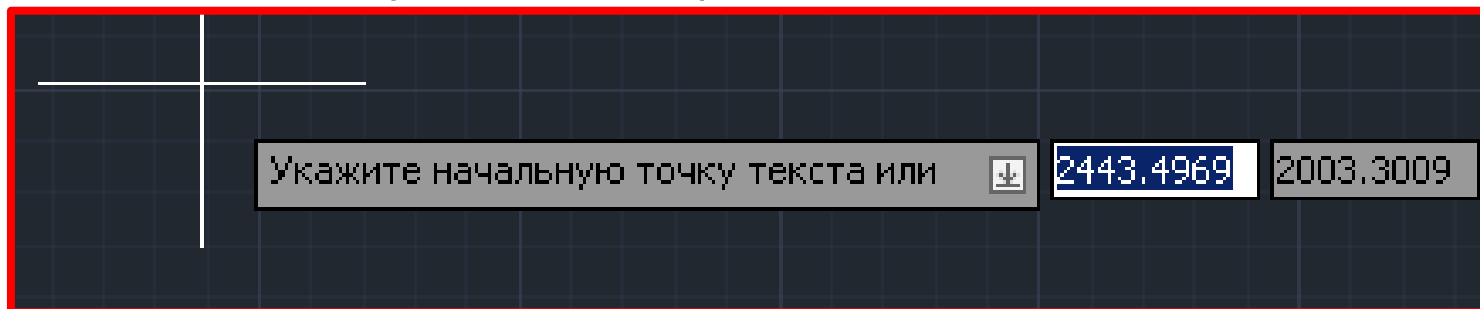 Укажите начальную точку текста или 2443.4969 2003.3009